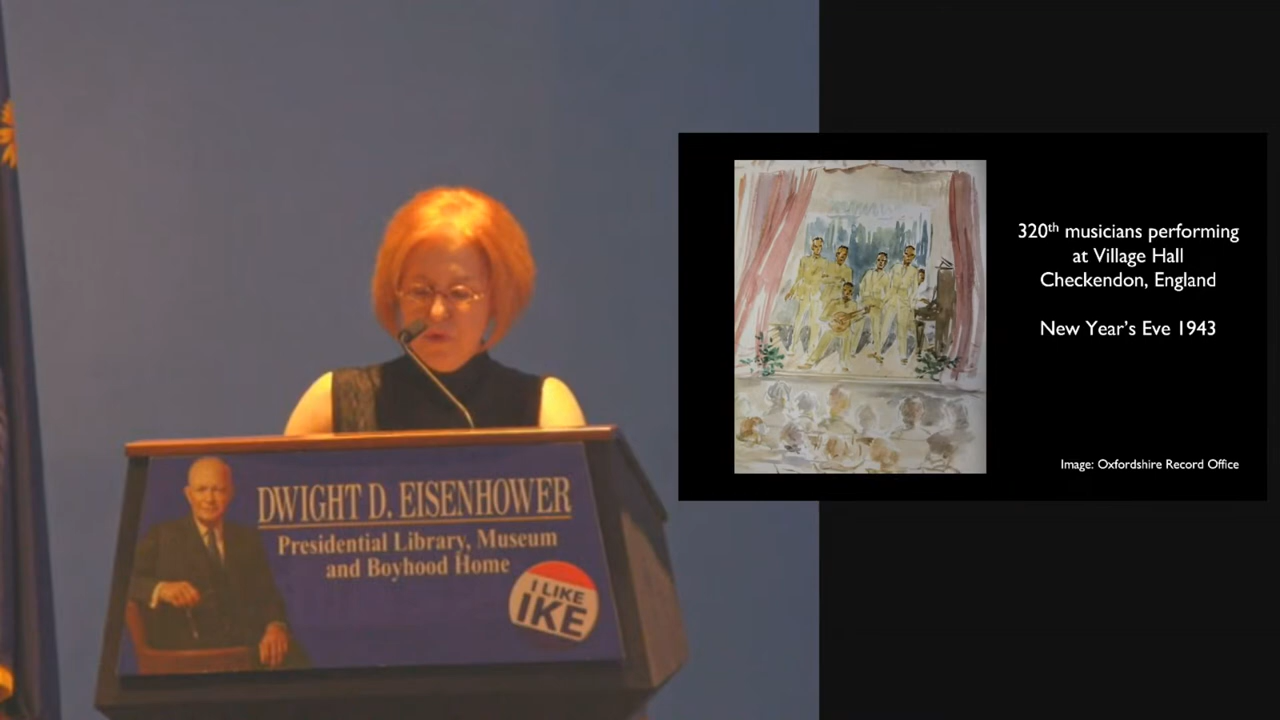 DWIGHT D. EISENHOWER
Presidential Library, Museum
and Boyhood Home
I LIKE
IKE
320th musicians performing
at Village Hall
Checkendon, England
New Year's Eve 1943
Image: Oxfordshire Record Office